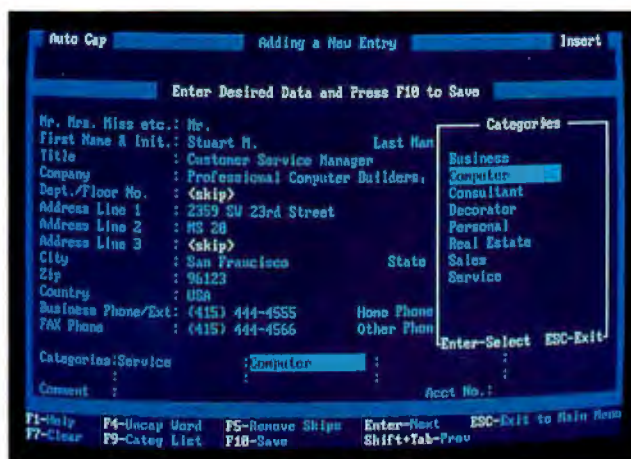 Auto Cap Adding a New Entry Insert
Enter Desired Data and Press F10 to Save
Mr. Mrs. Miss etc.: Mr.
First Name & Init.: Stuart M. Last Nam
Title : Customer Service Manager
Company : Professional Computer Builders,
Dept./Floor No. : <skip>
Address Line 1 : 2359 SW 23rd Street
Address Line 2 : MS 20
Address Line 3 : <skip>
City : San Francisco State
Zip : 96123
Country : USA
Business Phone/Ext: (415) 444-4555 Home Phone
FAX Phone : (415) 444-4566 Other Phon
Categories
Business
Computer
Consultant
Decorator
Personal
Real Estate
Sales
Service
Enter-Select ESC-Exit
Categories:Service :Computer :
Comment : Acct No.:
F1-Help F4-Uncap Word F5-Remove Skips Enter-Next ESC-Exit to Main Menu
F7-Clear F9-Categ List F10-Save Shift+Tab-Prev